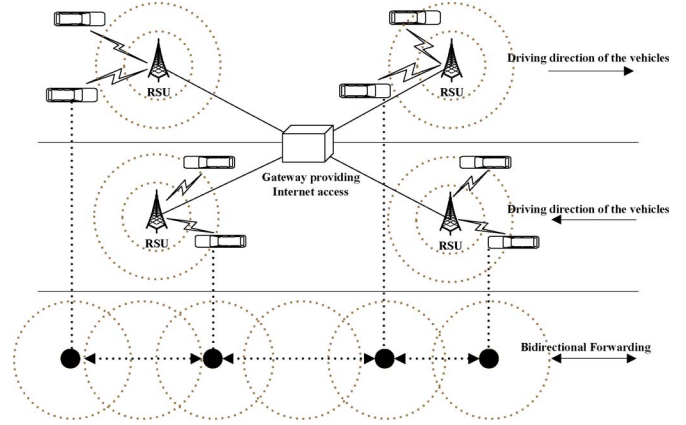 Driving direction of the vehicles
RSU
RSU
Gateway providing
Internet access
Driving direction of the vehicles
RSU
RSU
Bidirectional Forwarding